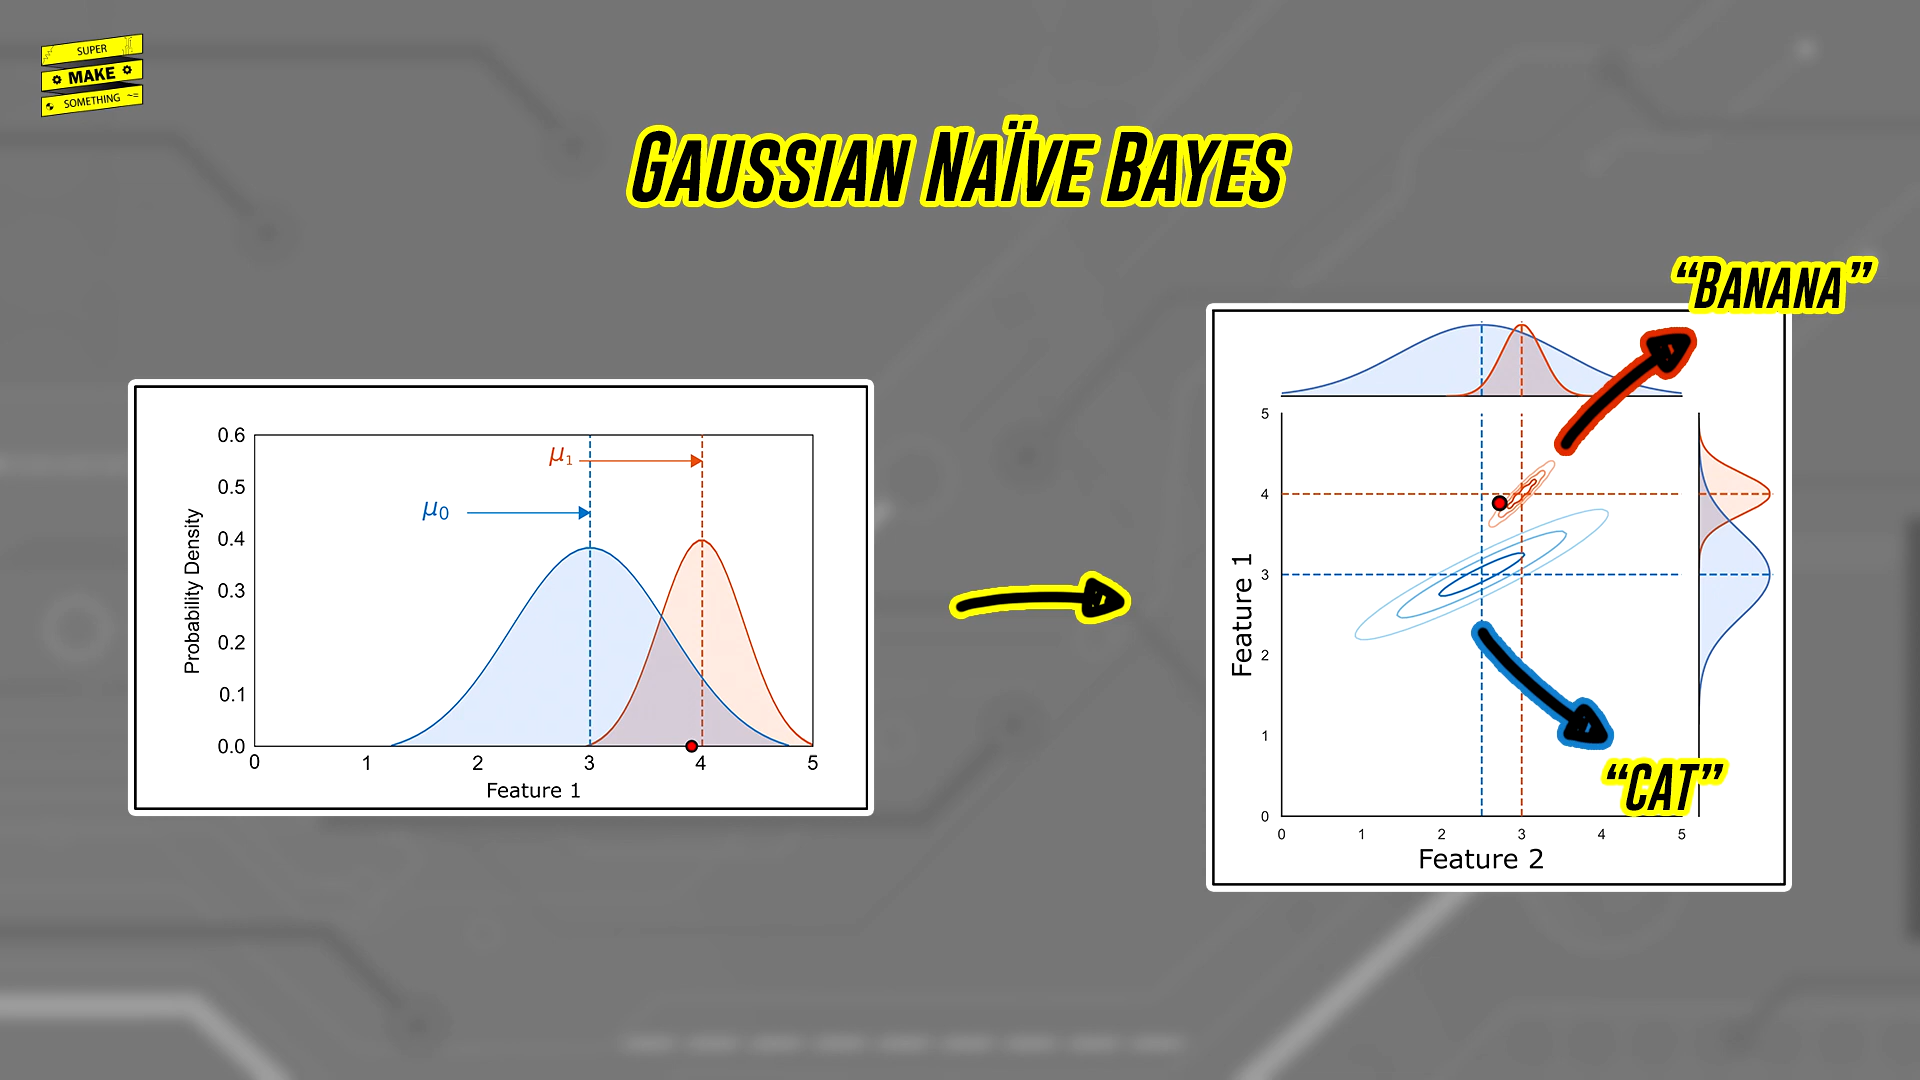 SUPER
MAKE
SOMETHING
GAUSSIAN NAÏVE BAYES
“BANANA”
μ1
μ0
Probability Density
0.6
0.5
0.4
0.3
0.2
0.1
0.0
0 1 2 3 4 5
Feature 1
Feature 1
5
4
3
2
1
0
0 1 2 3 4 5
Feature 2
“CAT”